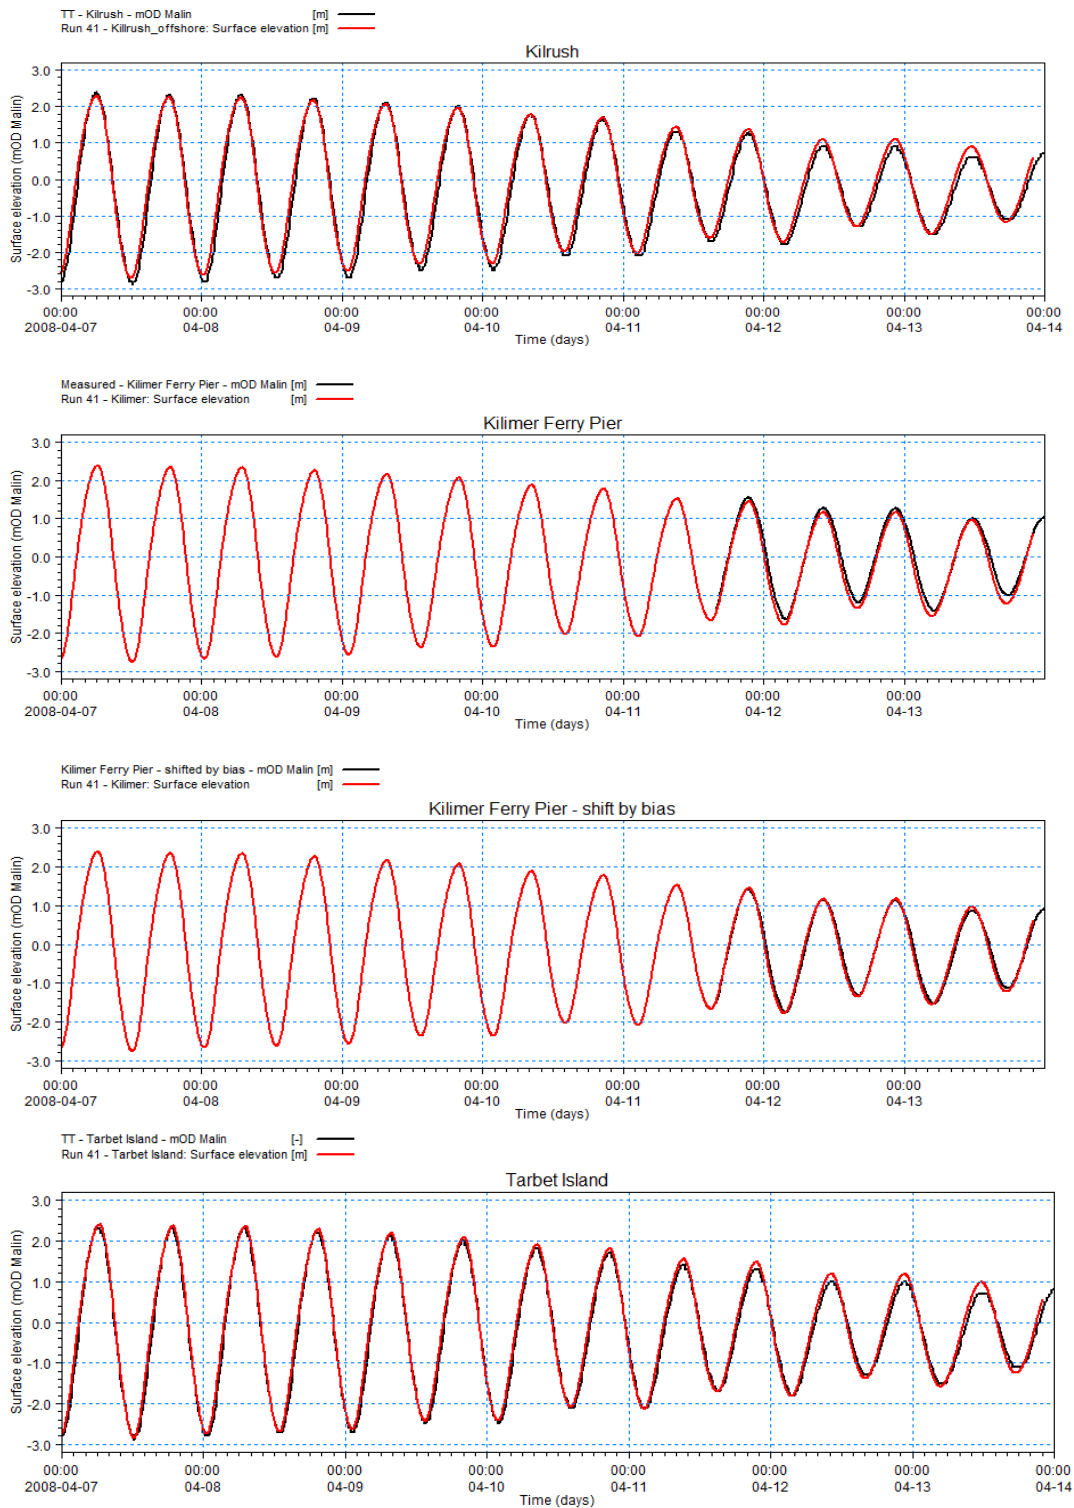 TT - Kilrush - mOD Malin [m]
Run 41 - Killrush_offshore: Surface elevation [m]
Kilrush
Surface elevation (mOD Malin)
3.0
2.0
1.0
0.0
-1.0
-2.0
-3.0
00:00 00:00 00:00 00:00 00:00 00:00 00:00 00:00
2008-04-07 04-08 04-09 04-10 04-11 04-12 04-13 04-14
Time (days)
Measured - Kilimer Ferry Pier - mOD Malin [m]
Run 41 - Kilimer: Surface elevation [m]
Kilimer Ferry Pier
Surface elevation (mOD Malin)
3.0
2.0
1.0
0.0
-1.0
-2.0
-3.0
00:00 00:00 00:00 00:00 00:00 00:00 00:00
2008-04-07 04-08 04-09 04-10 04-11 04-12 04-13
Time (days)
Kilimer Ferry Pier - shifted by bias - mOD Malin [m]
Run 41 - Kilimer: Surface elevation [m]
Kilimer Ferry Pier - shift by bias
Surface elevation (mOD Malin)
3.0
2.0
1.0
0.0
-1.0
-2.0
-3.0
00:00 00:00 00:00 00:00 00:00 00:00 00:00
2008-04-07 04-08 04-09 04-10 04-11 04-12 04-13
Time (days)
TT - Tarbet Island - mOD Malin [-]
Run 41 - Tarbet Island: Surface elevation [m]
Tarbet Island
Surface elevation (mOD Malin)
3.0
2.0
1.0
0.0
-1.0
-2.0
-3.0
00:00 00:00 00:00 00:00 00:00 00:00 00:00 00:00
2008-04-07 04-08 04-09 04-10 04-11 04-12 04-13 04-14
Time (days)